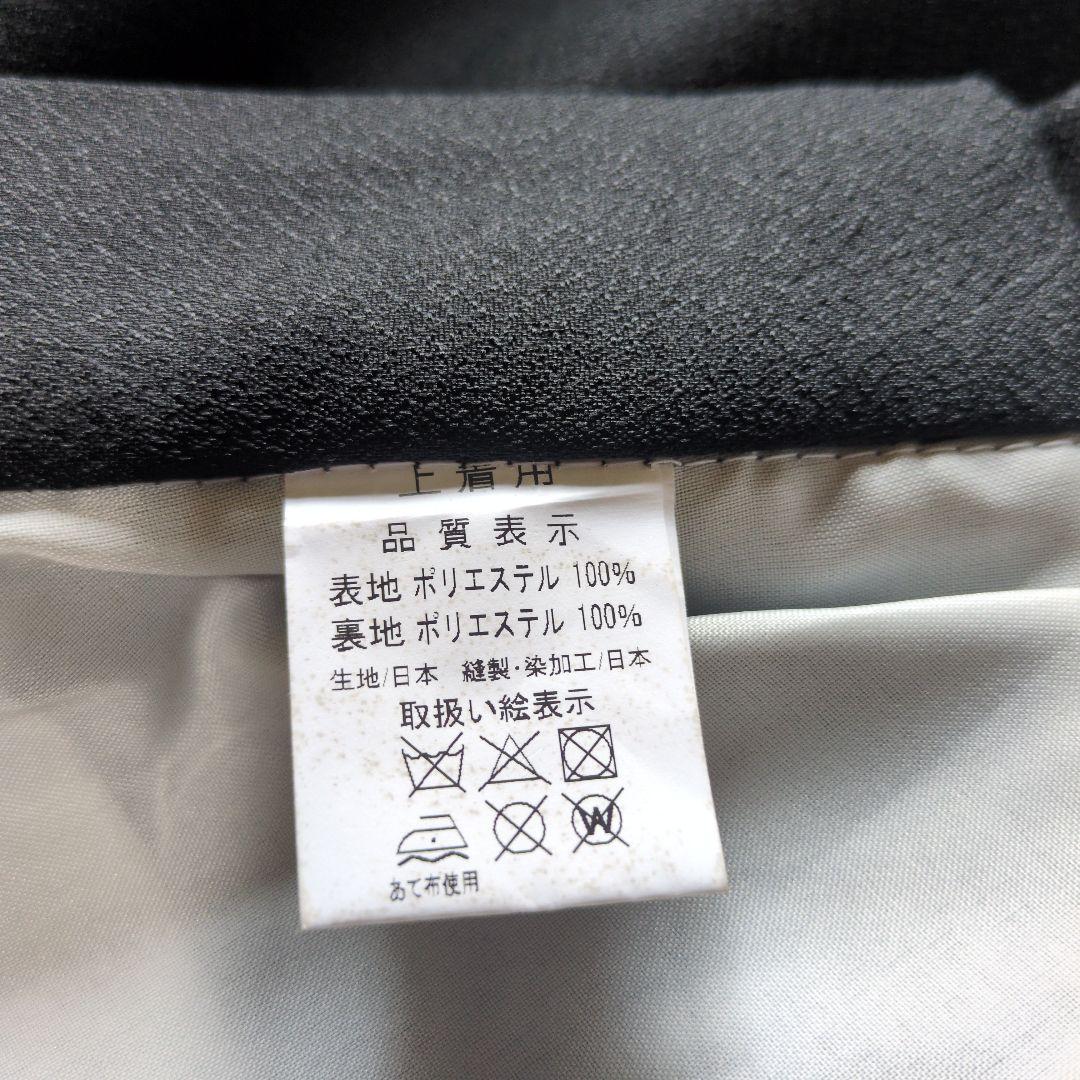 上着用
品質表示
表地 ポリエステル 100%
裏地 ポリエステル 100%
生地/日本 縫製・染加工/日本
取扱い絵表示
W
あて布使用